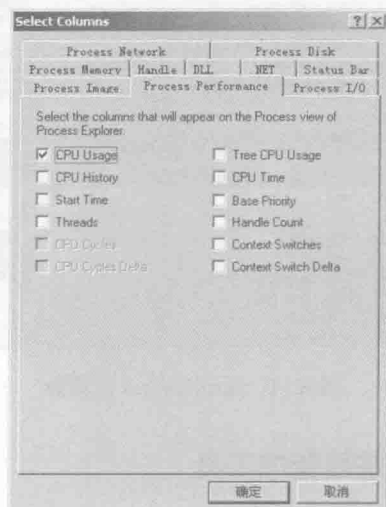 Select Columns
Process Network Process Disk
Process Memory Handle DLL .NET Status Bar
Process Image Process Performance Process I/O
Select the columns that will appear on the Process view of
Process Explorer.
CPU Usage Tree CPU Usage
CPU History CPU Time
Start Time Base Priority
Threads Handle Count
CPU Cycles Context Switches
CPU Cycles Delta Context Switch Delta
确定 取消